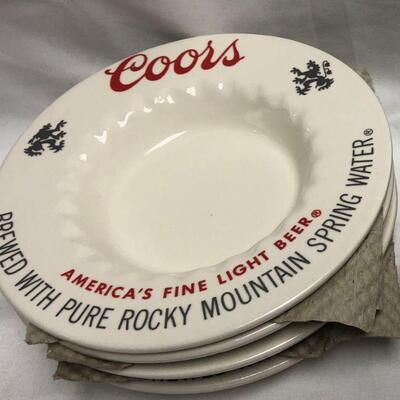 Coors
AMERICA'S FINE LIGHT BEER®
BREWED WITH PURE ROCKY MOUNTAIN SPRING WATER®